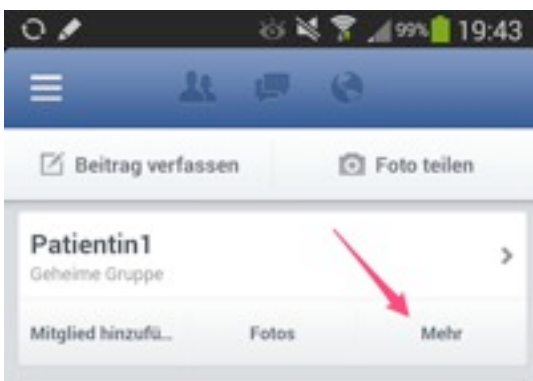 99% 19:43
Beitrag verfassen Foto teilen
Patientin1
Geheime Gruppe
Mitglied hinzufü... Fotos Mehr